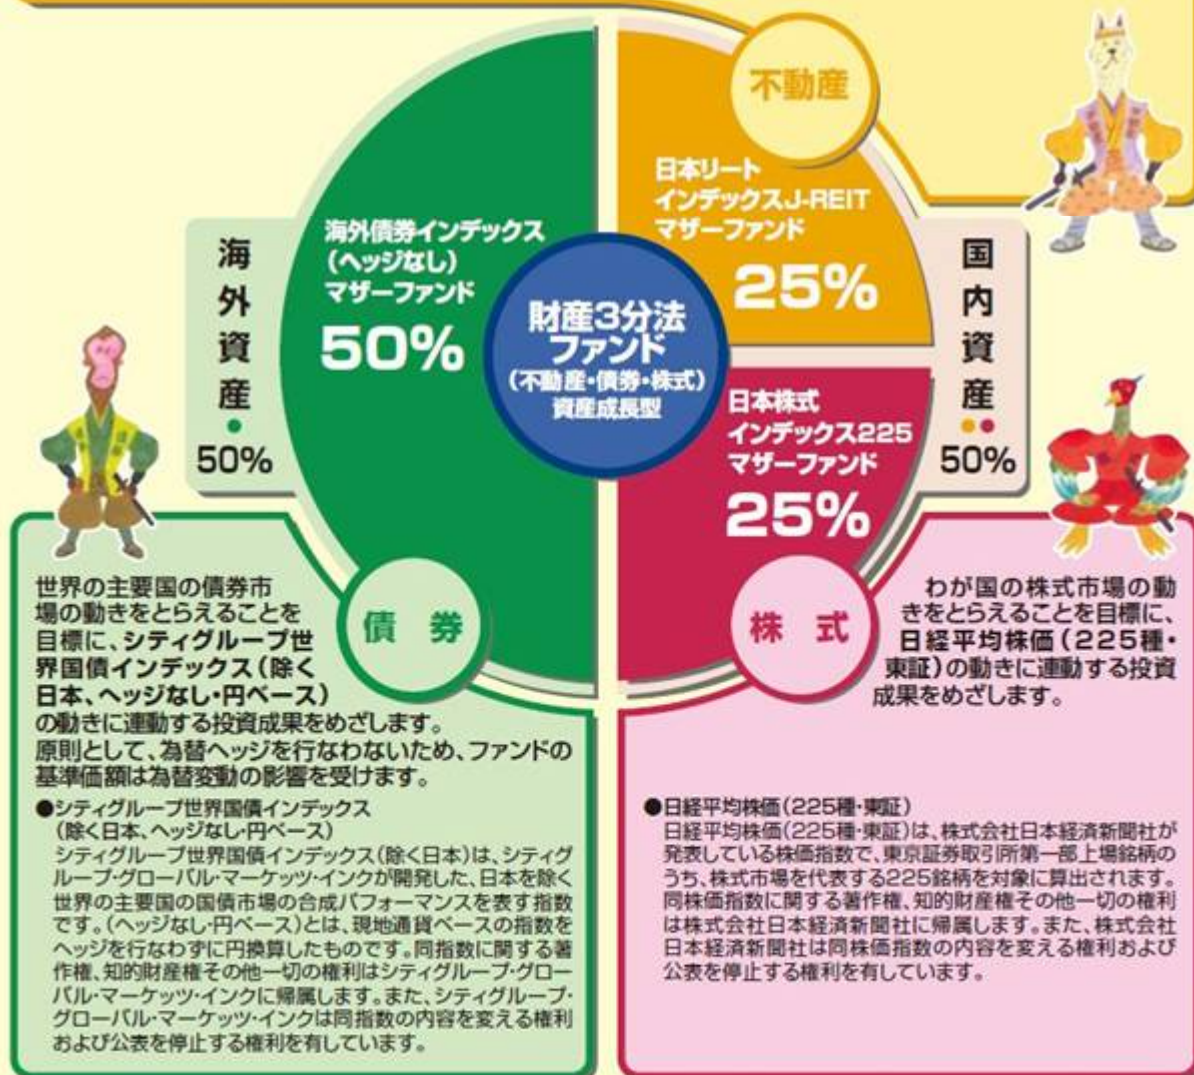 不動産
日本リート
インデックスJ-REIT
マザーファンド
25%
海外債券インデックス
(ヘッジなし)
マザーファンド
50%
財産3分法
ファンド
(不動産・債券・株式)
資産成長型
海外資産
50%
国内資産
50%
日本株式
インデックス225
マザーファンド
25%
債券
世界の主要国の債券市
場の動きをとらえることを
目標に、シティグループ世
界国債インデックス(除く
日本、ヘッジなし・円ベース)
の動きに連動する投資成果をめざします。
原則として、為替ヘッジを行なわないため、ファンドの
基準価額は為替変動の影響を受けます。
●シティグループ世界国債インデックス
(除く日本、ヘッジなし・円ベース)
シティグループ世界国債インデックス(除く日本)は、シティグ
ループ・グローバル・マーケッツ・インクが開発した、日本を除く
世界の主要国の国債市場の合成パフォーマンスを表す指数
です。(ヘッジなし・円ベース)とは、現地通貨ベースの指数を
ヘッジを行なわずに円換算したものです。同指数に関する著
作権、知的財産権その他一切の権利はシティグループ・グロー
バル・マーケッツ・インクに帰属します。また、シティグループ・
グローバル・マーケッツ・インクは同指数の内容を変える権利
および公表を停止する権利を有しています。
株式
わが国の株式市場の動
きをとらえることを目標に、
日経平均株価(225種・
東証)の動きに連動する投資
成果をめざします。
●日経平均株価(225種・東証)
日経平均株価(225種・東証)は、株式会社日本経済新聞社が
発表している株価指数で、東京証券取引所第一部上場銘柄の
うち、株式市場を代表する225銘柄を対象に算出されます。
同株価指数に関する著作権、知的財産権その他一切の権利
は株式会社日本経済新聞社に帰属します。また、株式会社
日本経済新聞社は同株価指数の内容を変える権利および
公表を停止する権利を有しています。